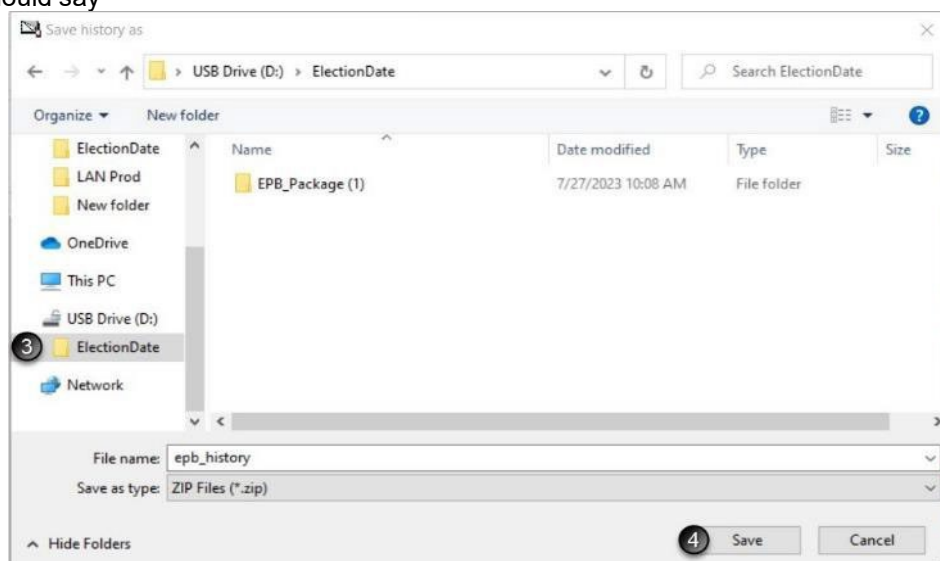 Save history as
USB Drive (D:) > ElectionDate
Search ElectionDate
Organize
New folder
ElectionDate
LAN Prod
New folder
OneDrive
This PC
USB Drive (D:)
3
ElectionDate
Network
Name
Date modified
Type
Size
EPB_Package (1)
7/27/2023 10:08 AM
File folder
File name: epb_history
Save as type: ZIP Files (*.zip)
Hide Folders
4
Save
Cancel